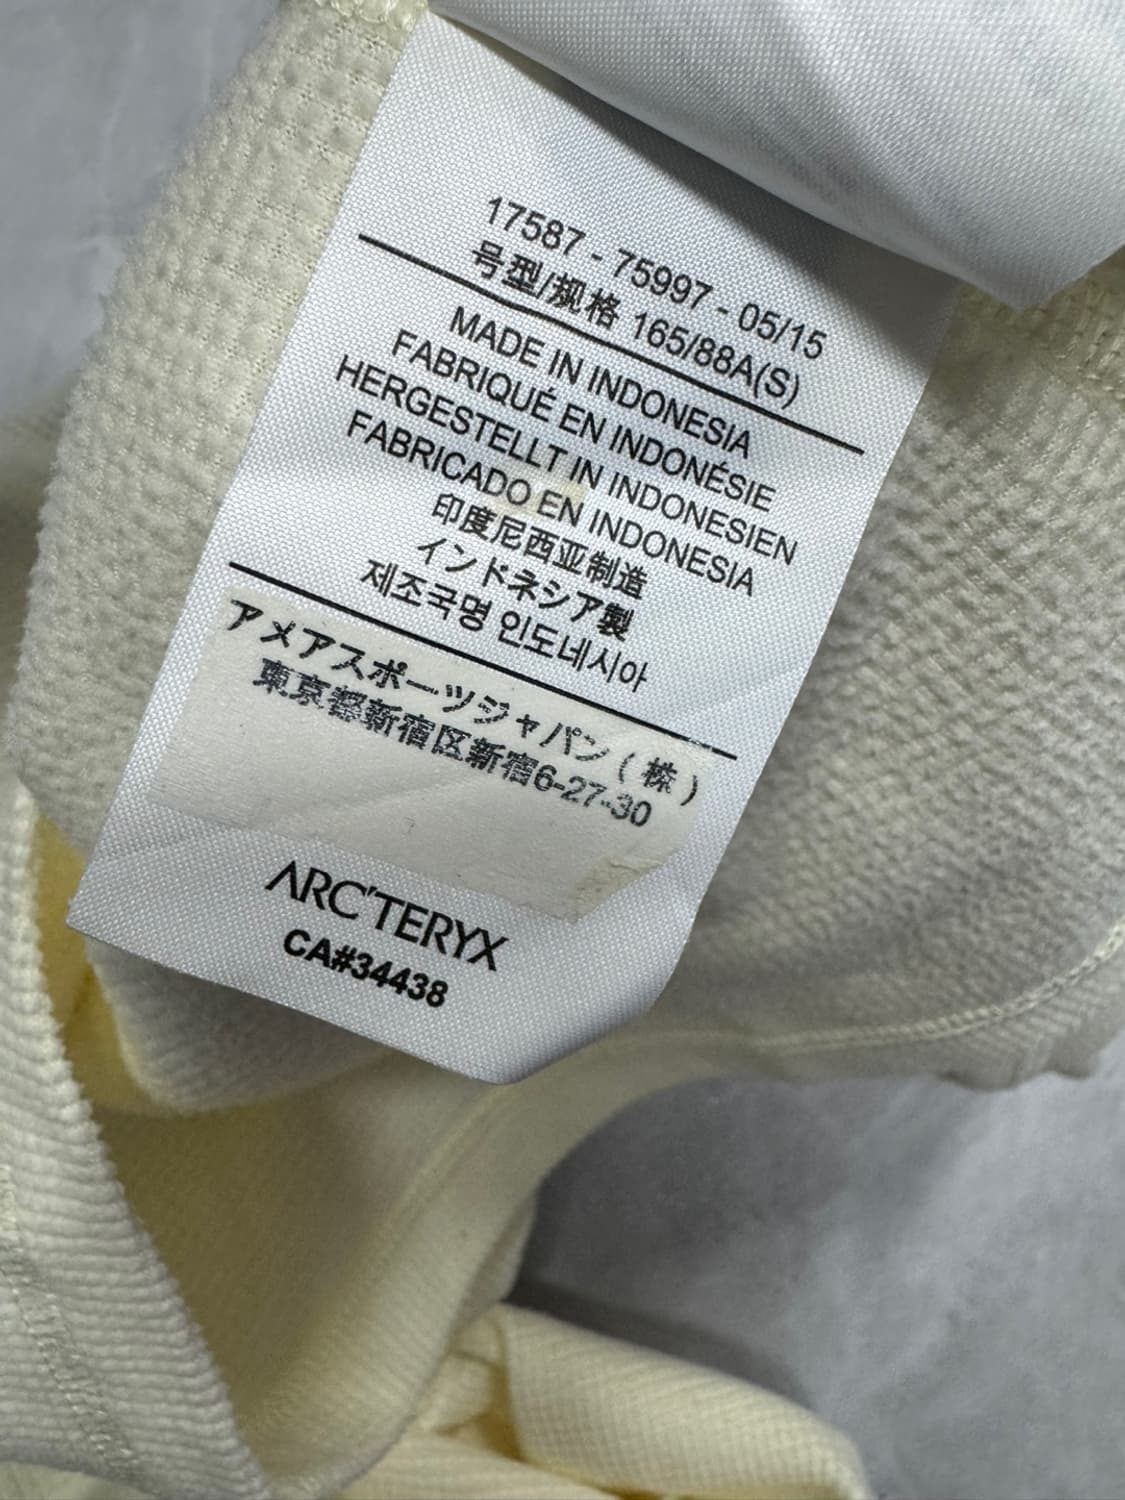 17587 - 75997 - 05/15
号型/规格 165/88A(S)
MADE IN INDONESIA
FABRIQUÉ EN INDONÉSIE
HERGESTELLT IN INDONESIEN
FABRICADO EN INDONESIA
印度尼西亚制造
インドネシア製
제조국명 인도네시아
アメアスポーツジャパン(株)
東京都新宿区新宿6-27-30
ARC'TERYX
CA#34438